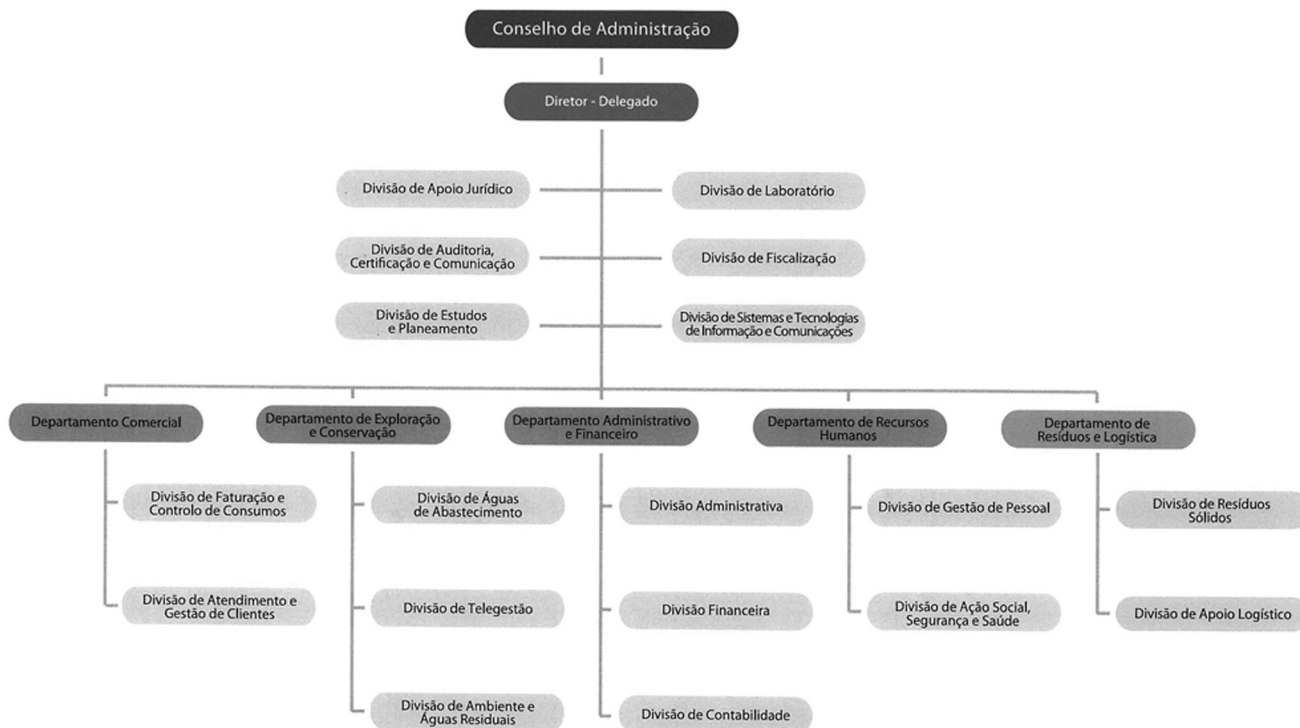 Conselho de Administração
Diretor - Delegado
Divisão de Apoio Jurídico
Divisão de Laboratório
Divisão de Auditoria,
Certificação e Comunicação
Divisão de Fiscalização
Divisão de Estudos
e Planeamento
Divisão de Sistemas e Tecnologias
de Informação e Comunicações
Departamento Comercial
Departamento de Exploração
e Conservação
Departamento Administrativo
e Financeiro
Departamento de Recursos
Humanos
Departamento de
Resíduos e Logística
Divisão de Faturação e
Controlo de Consumos
Divisão de Águas
de Abastecimento
Divisão Administrativa
Divisão de Gestão de Pessoal
Divisão de Resíduos
Sólidos
Divisão de Atendimento e
Gestão de Clientes
Divisão de Telegestão
Divisão Financeira
Divisão de Ação Social,
Segurança e Saúde
Divisão de Apoio Logístico
Divisão de Ambiente e
Águas Residuais
Divisão de Contabilidade